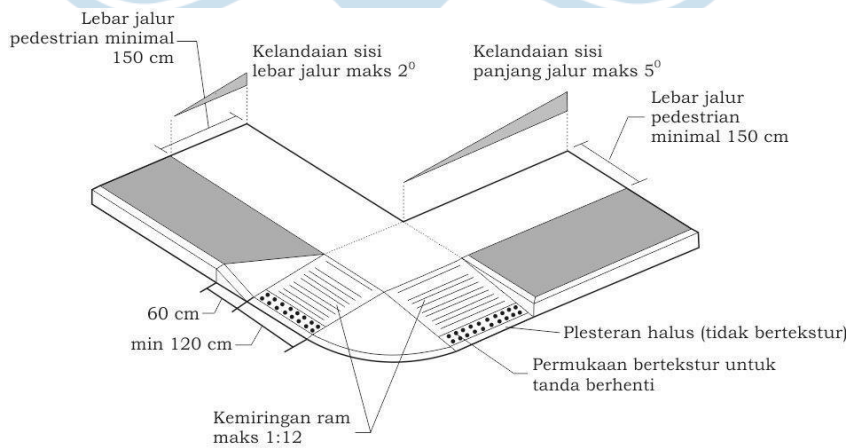 Lebar jalur
pedestrian minimal
150 cm
Kelandaian sisi
lebar jalur maks 2⁰
Kelandaian sisi
panjang jalur maks 5⁰
Lebar jalur
pedestrian
minimal 150 cm
60 cm
min 120 cm
Plesteran halus (tidak bertekstur)
Permukaan bertekstur untuk
tanda berhenti
Kemiringan ram
maks 1:12